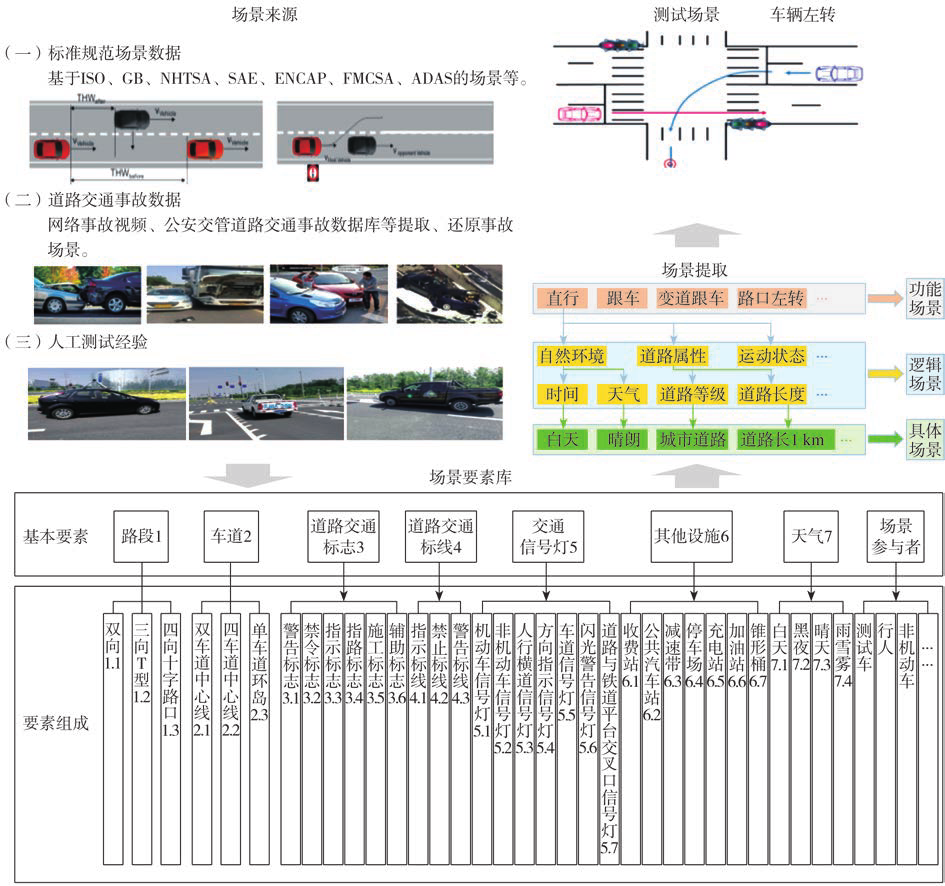 场景来源
（一）标准规范场景数据
基于ISO、GB、NHTSA、SAE、ENCAP、FMCSA、ADAS的场景等。
THWafter
VVehicle
VVehicle
VVehicle
THWbefore
Vopponent Vehicle
（二）道路交通事故数据
网络事故视频、公安交管道路交通事故数据库等提取、还原事故
场景。
（三）人工测试经验
测试场景 车辆左转
场景提取
直行 跟车 变道跟车 路口左转 …
功能
场景
自然环境 道路属性 运动状态 …
时间 天气 道路等级 道路长度 …
逻辑
场景
白天 晴朗 城市道路 道路长1 km …
具体
场景
场景要素库
基本要素
路段1
车道2
道路交通
标志3
道路交通
标线4
交通
信号灯5
其他设施6
天气7
场景
参与者
要素组成
双向1.1
三向T型1.2
四向十字路口1.3
双车道中心线2.1
四车道中心线2.2
单车道环岛2.3
警告标志3.1
禁令标志3.2
指示标志3.3
指路标志3.4
施工标志3.5
辅助标志3.6
指示标线4.1
禁止标线4.2
警告标线4.3
机动车信号灯5.1
非机动车信号灯5.2
人行横道信号灯5.3
方向指示信号灯5.4
车道信号灯5.5
闪光警告信号灯5.6
道路与铁道平台交叉口信号灯5.7
收费站6.1
公共汽车站6.2
减速带6.3
停车场6.4
充电站6.5
加油站6.6
锥形桶6.7
白天7.1
黑夜7.2
晴天7.3
雨雪雾7.4
测试车
行人
非机动车
……